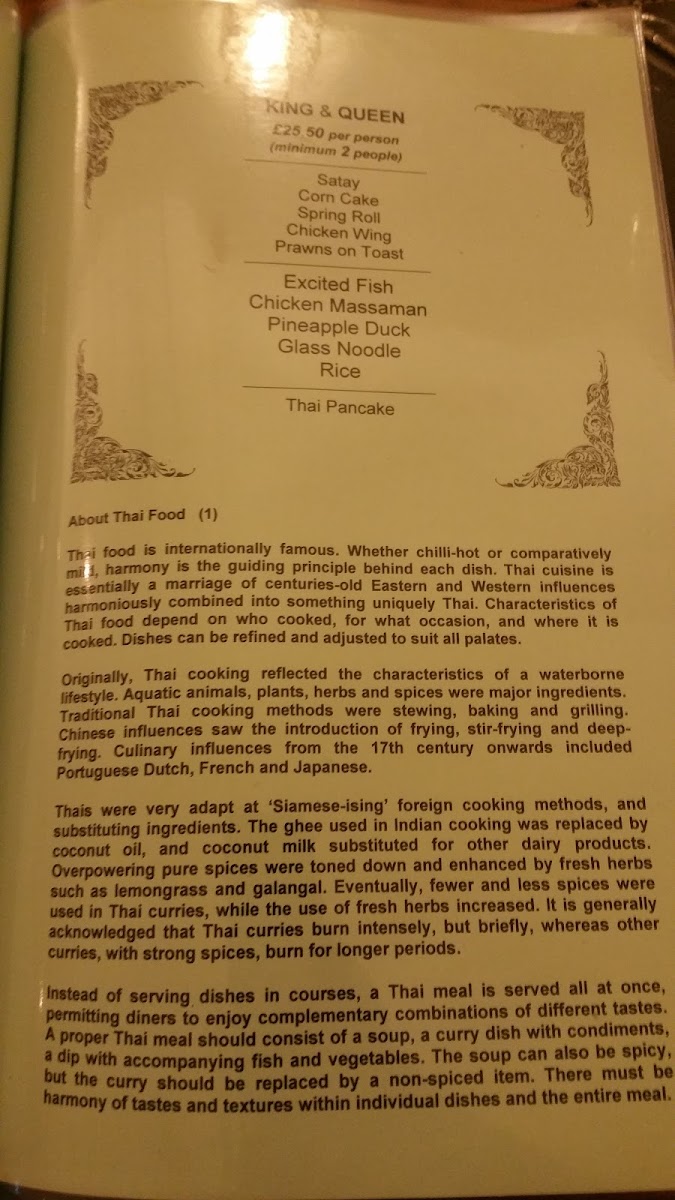 KING & QUEEN
£25.50 per person
(minimum 2 people)
Satay
Corn Cake
Spring Roll
Chicken Wing
Prawns on Toast
Excited Fish
Chicken Massaman
Pineapple Duck
Glass Noodle
Rice
Thai Pancake
About Thai Food (1)
Thai food is internationally famous. Whether chilli-hot or comparatively
mild, harmony is the guiding principle behind each dish. Thai cuisine is
essentially a marriage of centuries-old Eastern and Western influences
harmoniously combined into something uniquely Thai. Characteristics of
Thai food depend on who cooked, for what occasion, and where it is
cooked. Dishes can be refined and adjusted to suit all palates.
Originally, Thai cooking reflected the characteristics of a waterborne
lifestyle. Aquatic animals, plants, herbs and spices were major ingredients.
Traditional Thai cooking methods were stewing, baking and grilling.
Chinese influences saw the introduction of frying, stir-frying and deep-
frying. Culinary influences from the 17th century onwards included
Portuguese Dutch, French and Japanese.
Thais were very adapt at 'Siamese-ising' foreign cooking methods, and
substituting ingredients. The ghee used in Indian cooking was replaced by
coconut oil, and coconut milk substituted for other dairy products.
Overpowering pure spices were toned down and enhanced by fresh herbs
such as lemongrass and galangal. Eventually, fewer and less spices were
used in Thai curries, while the use of fresh herbs increased. It is generally
acknowledged that Thai curries burn intensely, but briefly, whereas other
curries, with strong spices, burn for longer periods.
Instead of serving dishes in courses, a Thai meal is served all at once,
permitting diners to enjoy complementary combinations of different tastes.
A proper Thai meal should consist of a soup, a curry dish with condiments,
a dip with accompanying fish and vegetables. The soup can also be spicy,
but the curry should be replaced by a non-spiced item. There must be
harmony of tastes and textures within individual dishes and the entire meal.